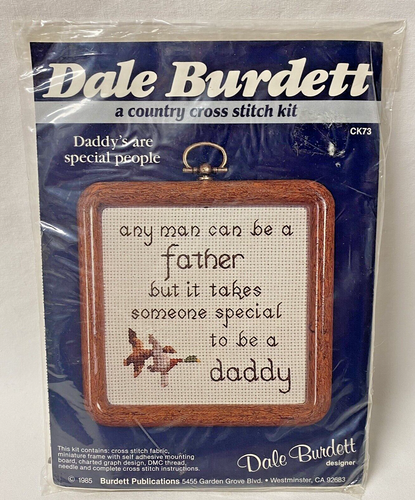 Dale Burdett
a country cross stitch kit
CK73
Daddy's are
special people
any man can be a
father
but it takes
someone special
to be a
daddy
This kit contains: cross stitch fabric,
miniature frame with self adhesive mounting
board, charted graph design, DMC thread,
needle and complete cross stitch instructions.
Dale Burdett
designer
© 1985 Burdett Publications 5455 Garden Grove Blvd. • Westminster, CA 92683